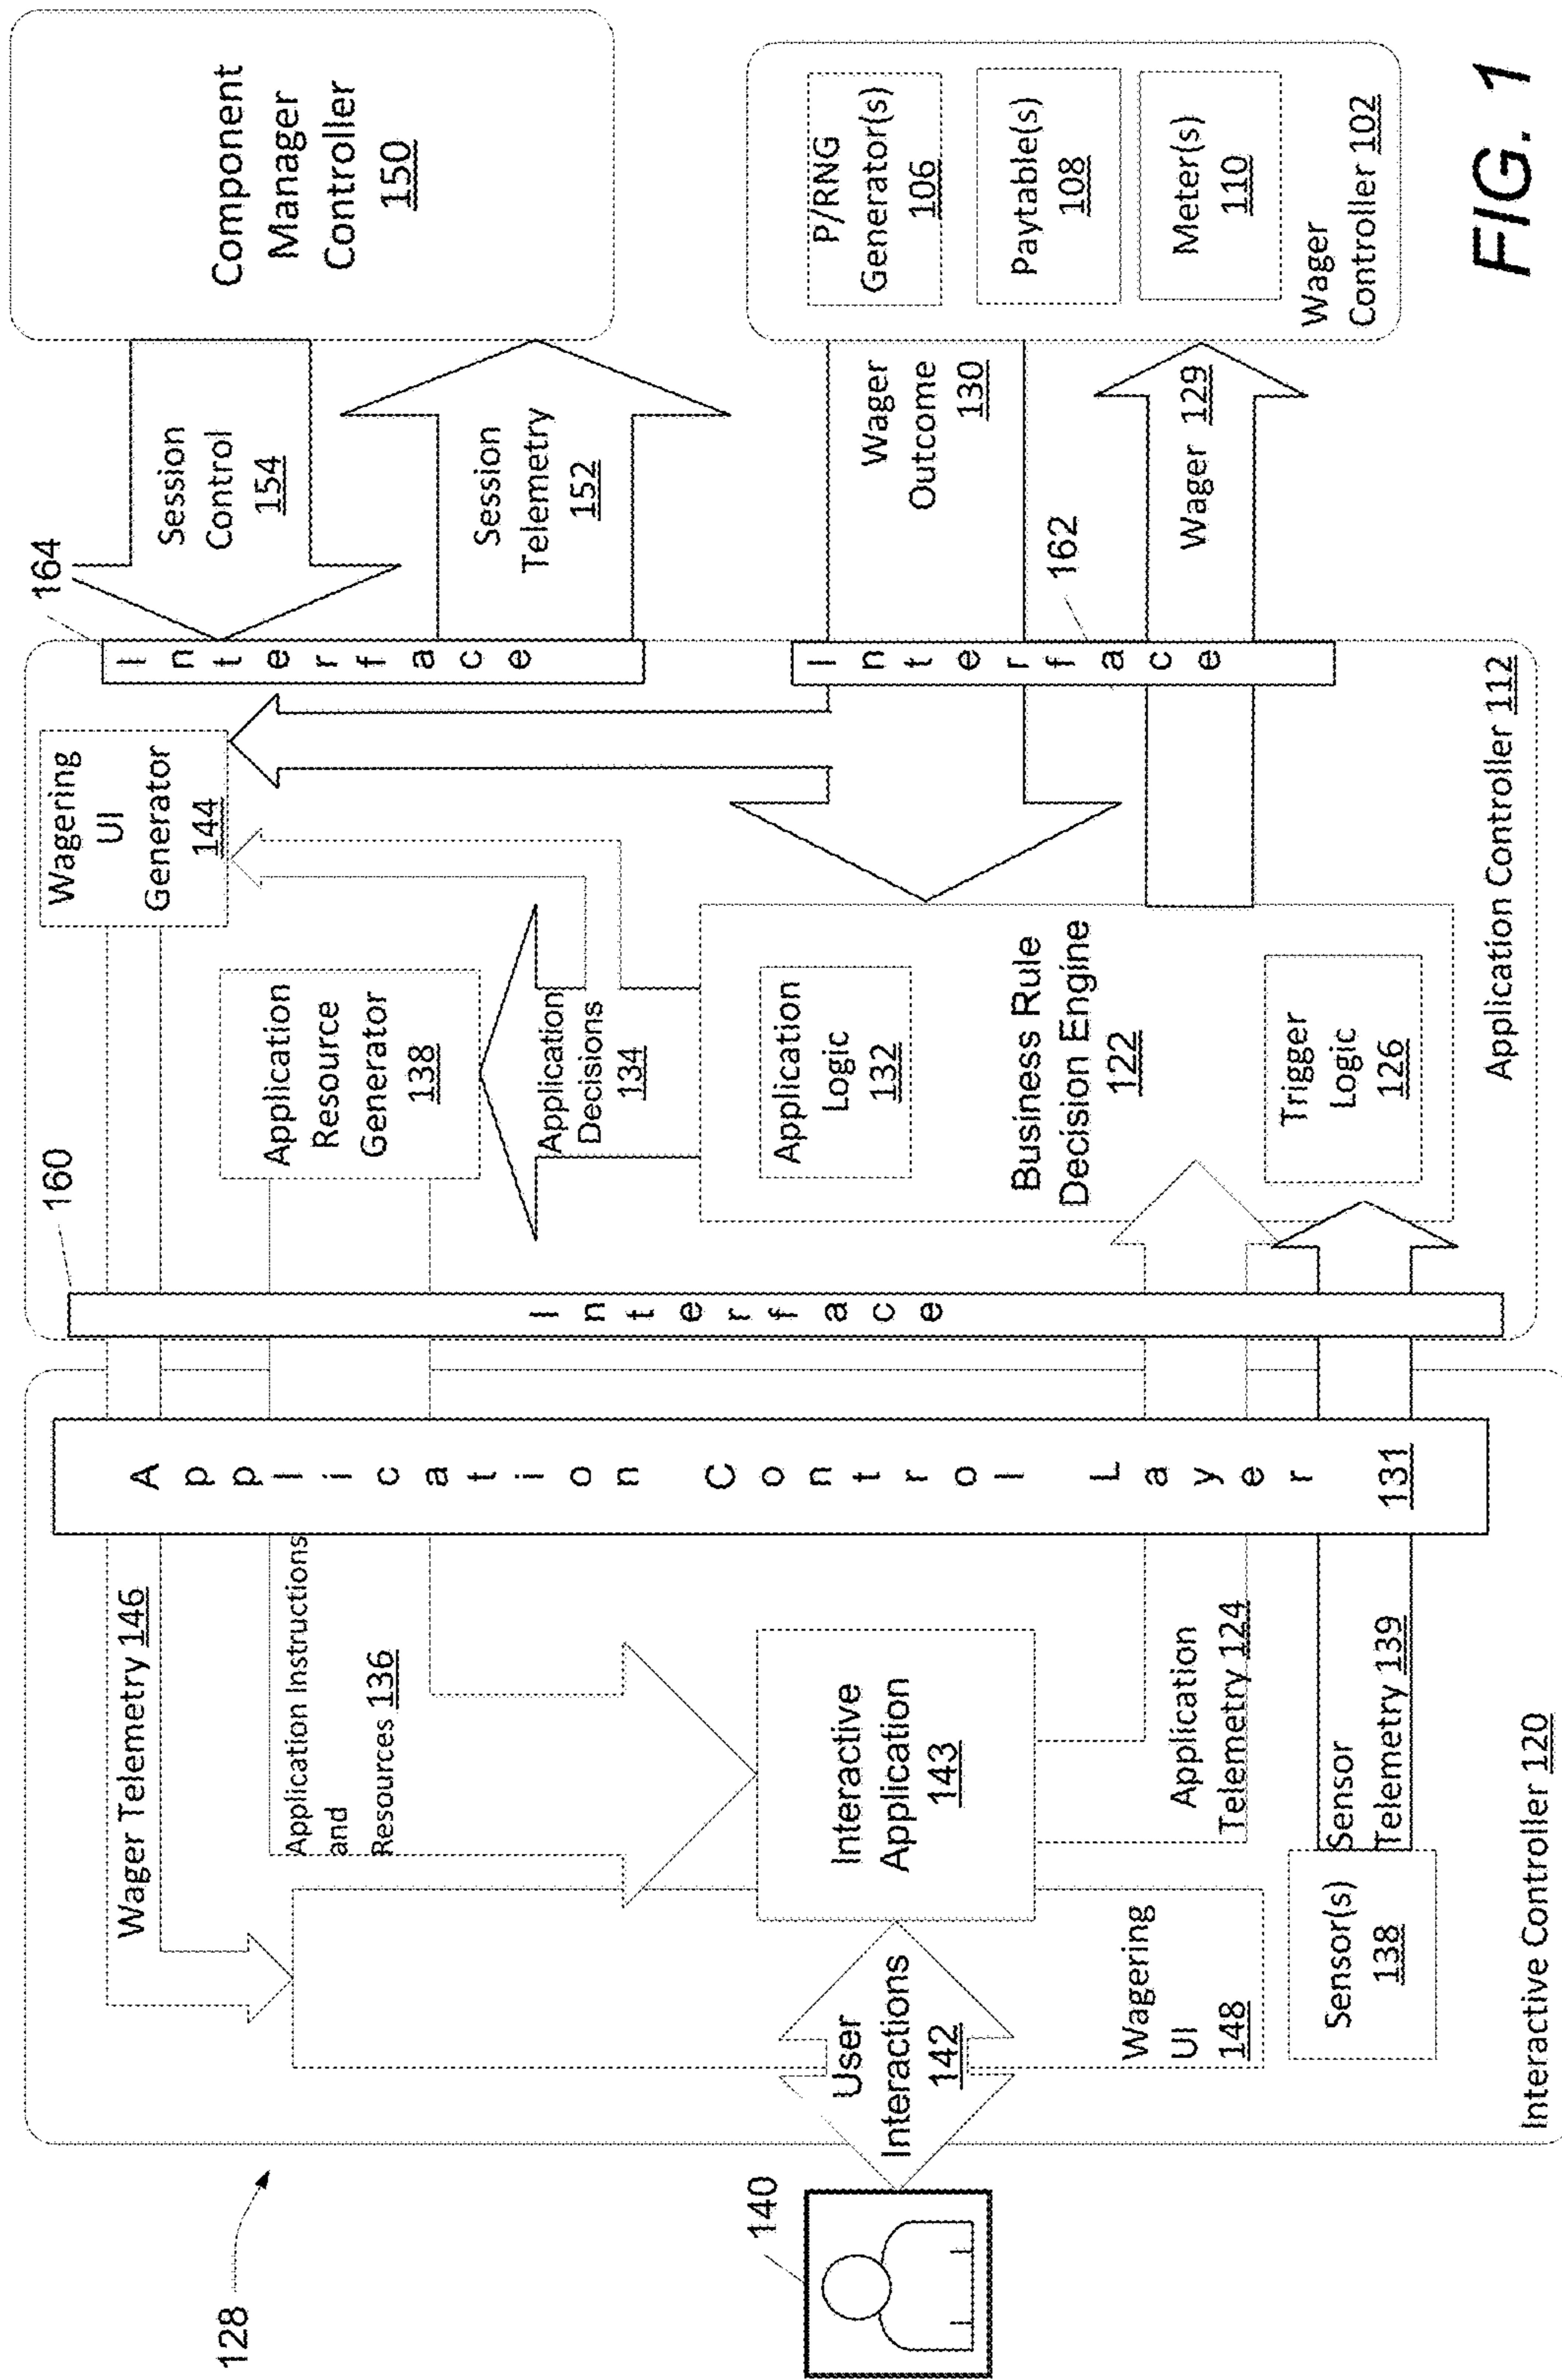 128
140
User
Interactions
142
Wager Telemetry 146
Application Instructions
and
Resources 136
Interactive
Application
143
Application
Telemetry 124
Wagering
UI
148
Sensor(s)
138
Sensor
Telemetry 139
Interactive Controller 120
Application Control Layer 131
160
Interface
Wagering
UI
Generator
144
Application
Resource
Generator
138
Application
Decisions
134
Application
Logic
132
Business Rule
Decision Engine
122
Trigger
Logic
126
Application Controller 112
164
Interface
162
Interface
Session
Control
154
Session
Telemetry
152
Wager
Outcome
130
Wager 129
Component
Manager
Controller
150
P/RNG
Generator(s)
106
Paytable(s)
108
Meter(s)
110
Wager
Controller 102
FIG. 1